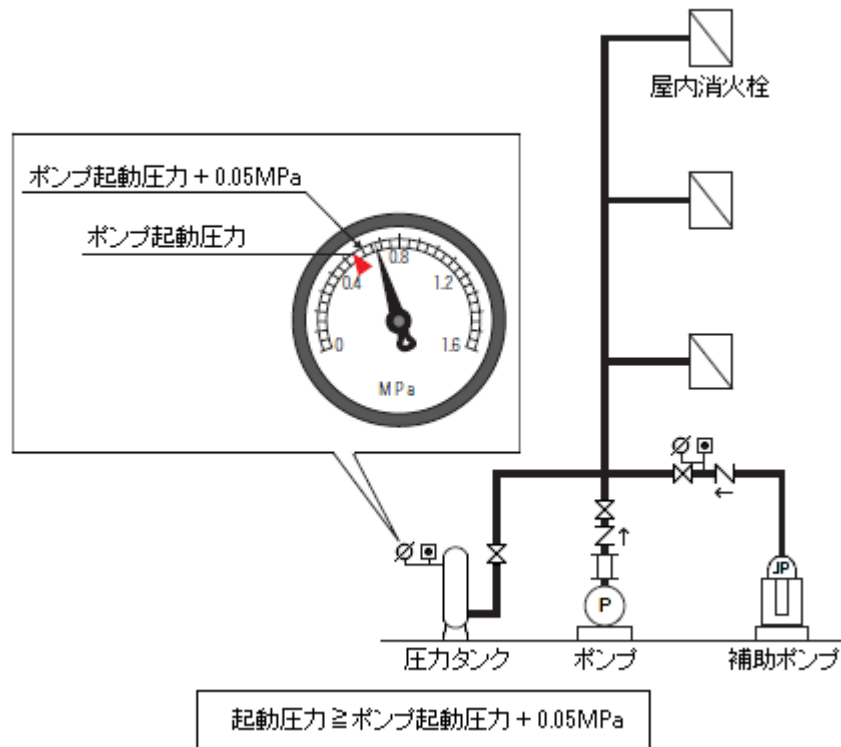 屋内消火栓
ポンプ起動圧力 + 0.05MPa
ポンプ起動圧力
0.8
0.4
1.2
0
1.6
MPa
JP
P
圧力タンク
ポンプ
補助ポンプ
起動圧力≧ポンプ起動圧力 + 0.05MPa